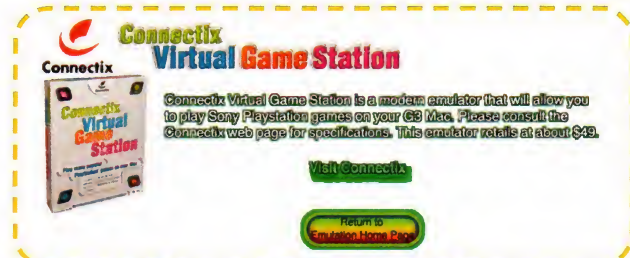 Connectix
Connectix
Virtual Game Station
Connectix
Virtual
Game
Station
Connectix Virtual Game Station is a modern emulator that will allow you
to play Sony Playstation games on your G3 Mac. Please consult the
Connectix web page for specifications. This emulator retails at about $49.
Visit Connectix
Return to
Emulation Home Page